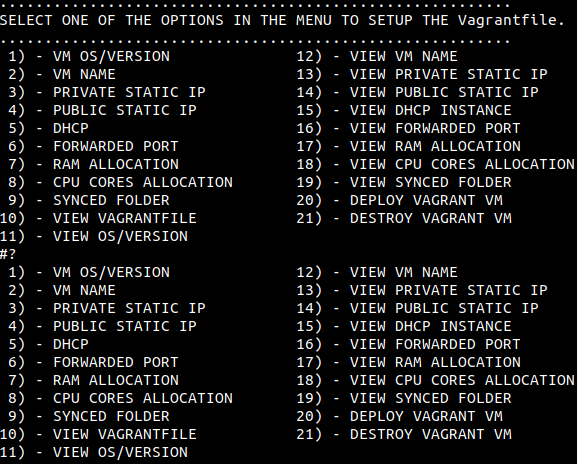 ............................................................
SELECT ONE OF THE OPTIONS IN THE MENU TO SETUP THE Vagrantfile.
............................................................
1) - VM OS/VERSION 12) - VIEW VM NAME
2) - VM NAME 13) - VIEW PRIVATE STATIC IP
3) - PRIVATE STATIC IP 14) - VIEW PUBLIC STATIC IP
4) - PUBLIC STATIC IP 15) - VIEW DHCP INSTANCE
5) - DHCP 16) - VIEW FORWARDED PORT
6) - FORWARDED PORT 17) - VIEW RAM ALLOCATION
7) - RAM ALLOCATION 18) - VIEW CPU CORES ALLOCATION
8) - CPU CORES ALLOCATION 19) - VIEW SYNCED FOLDER
9) - SYNCED FOLDER 20) - DEPLOY VAGRANT VM
10) - VIEW VAGRANTFILE 21) - DESTROY VAGRANT VM
11) - VIEW OS/VERSION
#?
1) - VM OS/VERSION 12) - VIEW VM NAME
2) - VM NAME 13) - VIEW PRIVATE STATIC IP
3) - PRIVATE STATIC IP 14) - VIEW PUBLIC STATIC IP
4) - PUBLIC STATIC IP 15) - VIEW DHCP INSTANCE
5) - DHCP 16) - VIEW FORWARDED PORT
6) - FORWARDED PORT 17) - VIEW RAM ALLOCATION
7) - RAM ALLOCATION 18) - VIEW CPU CORES ALLOCATION
8) - CPU CORES ALLOCATION 19) - VIEW SYNCED FOLDER
9) - SYNCED FOLDER 20) - DEPLOY VAGRANT VM
10) - VIEW VAGRANTFILE 21) - DESTROY VAGRANT VM
11) - VIEW OS/VERSION